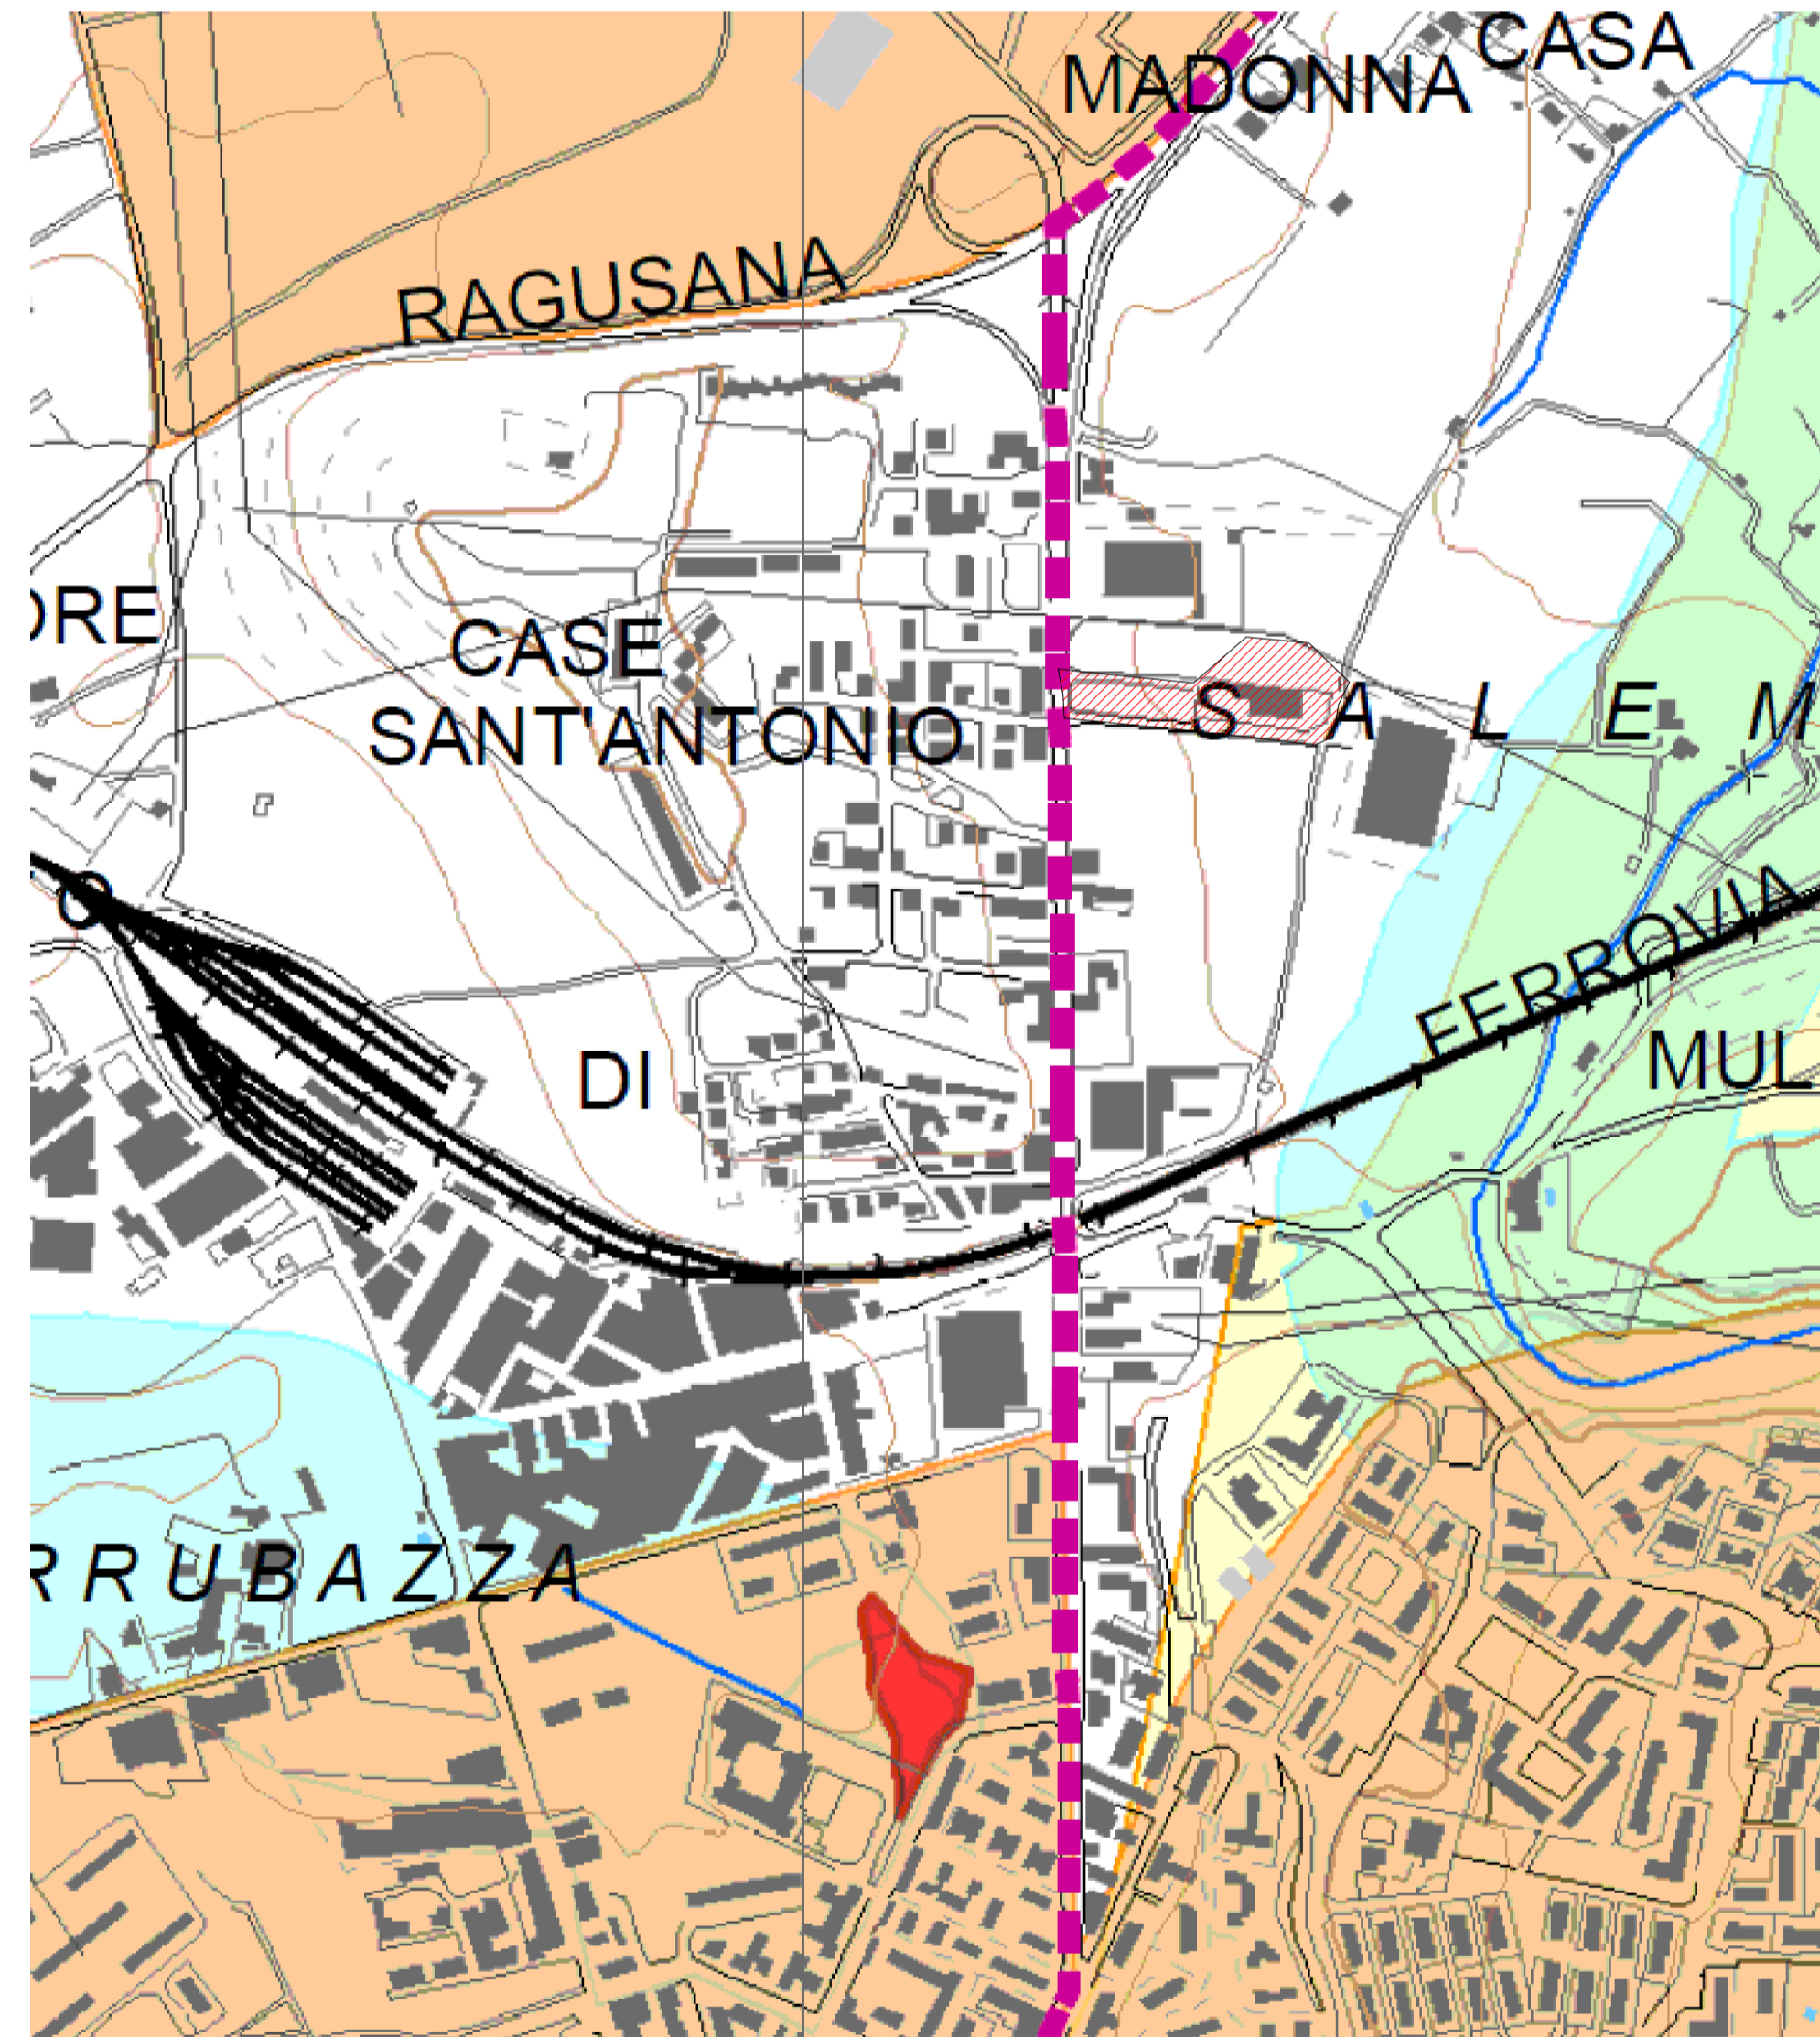 CASA
MADONNA
RAGUSANA
ORE
CASE
SANT'ANTONIO
S A L E M
O
FERROVIA
DI
MUL
RRUBAZZA